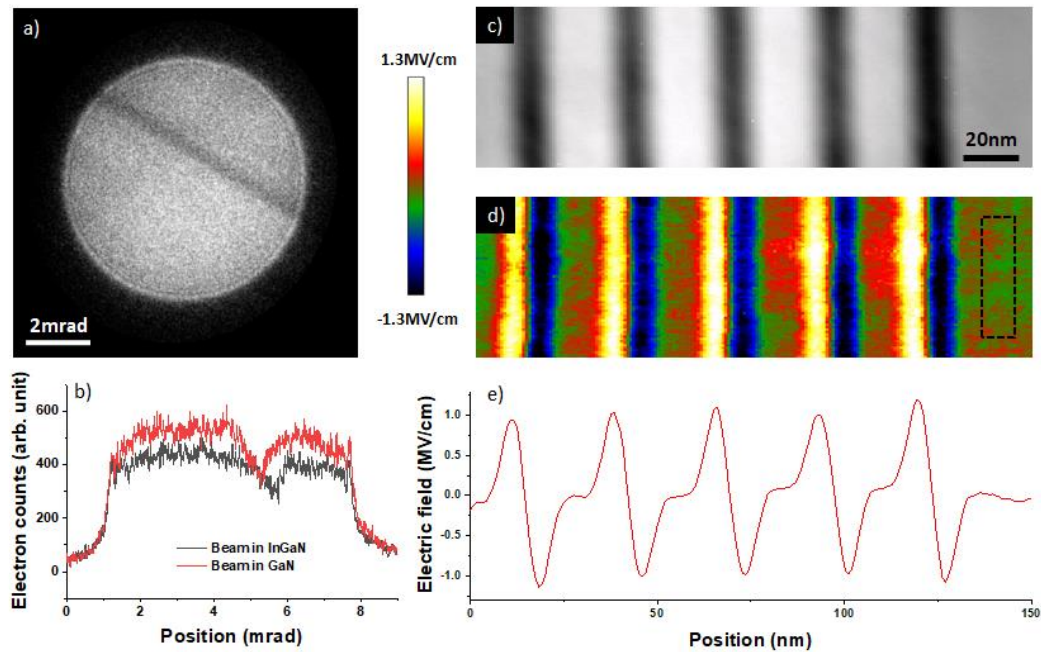 a)
2mrad
1.3MV/cm
-1.3MV/cm
c)
20nm
d)
b)
Electron counts (arb. unit)
600
400
200
0
Beam in InGaN
Beam in GaN
0 2 4 6 8
Position (mrad)
e)
Electric field (MV/cm)
1.0
0.5
0.0
-0.5
-1.0
0 50 100 150
Position (nm)